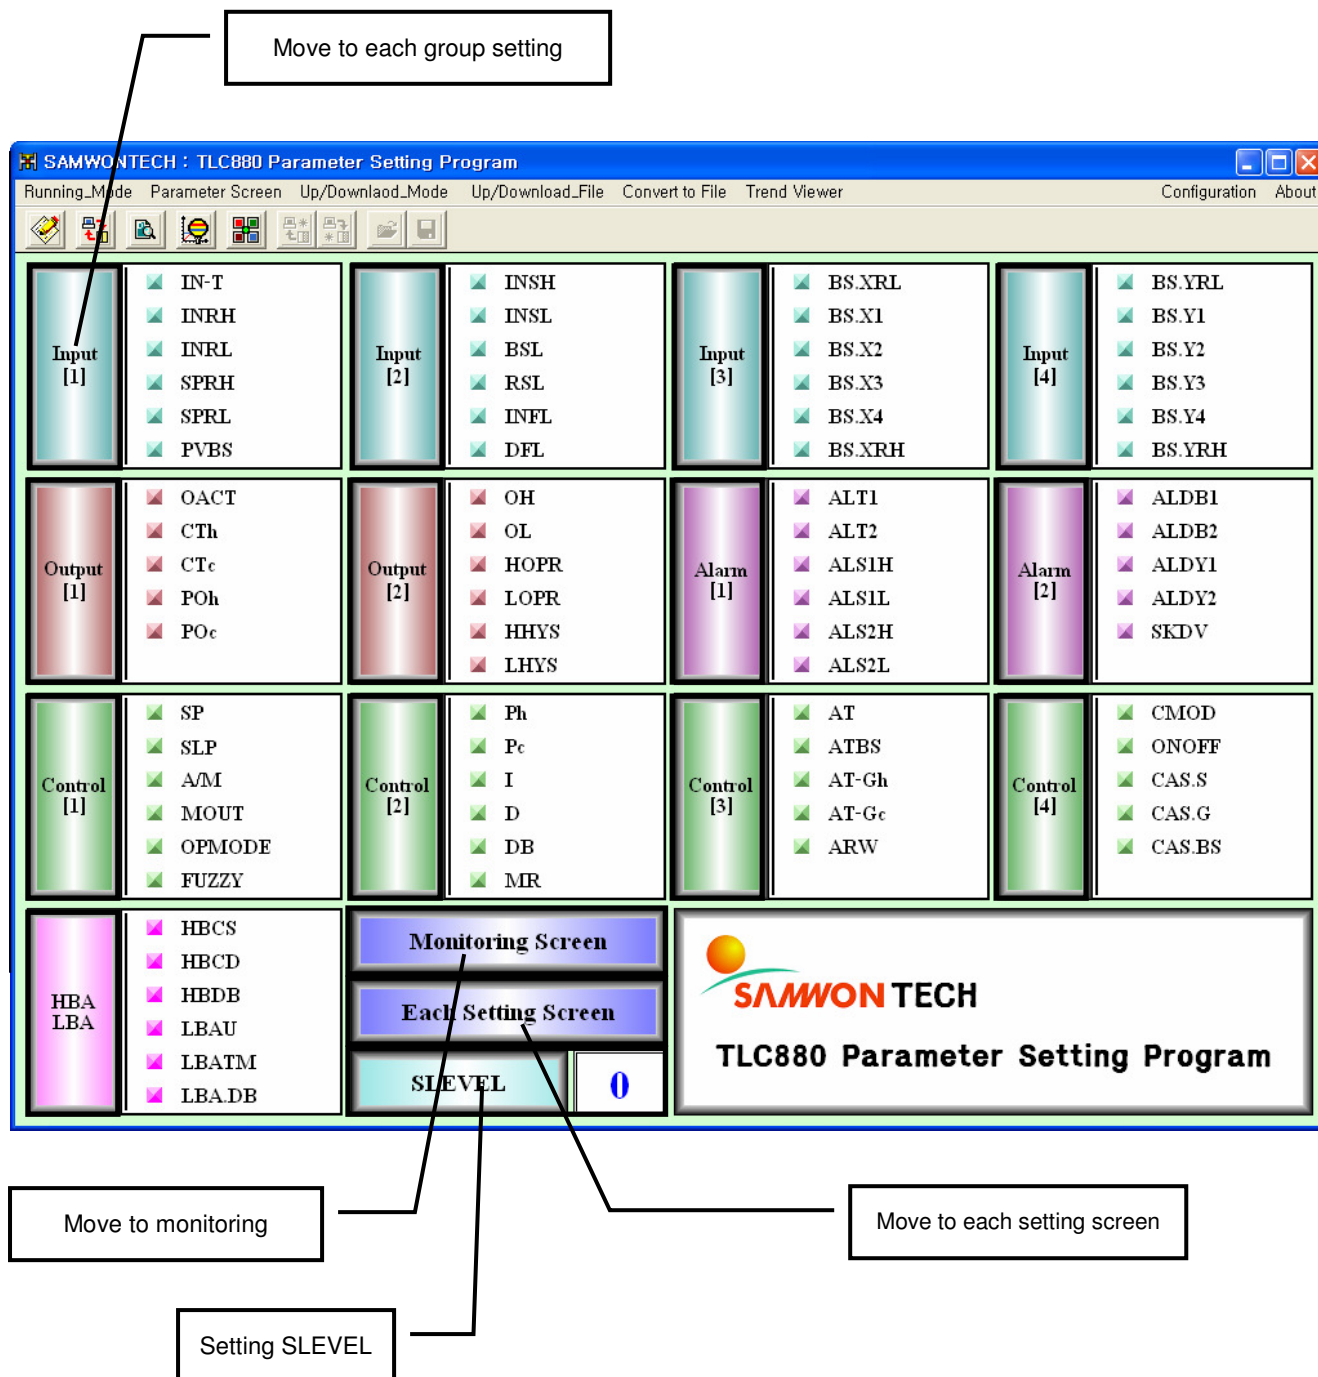 Move to each group setting
SAMWONTECH : TLC880 Parameter Setting Program
Running_Mode Parameter Screen Up/Downlaod_Mode Up/Download_File Convert to File Trend Viewer Configuration About
Input
[1]
IN-T
INRH
INRL
SPRH
SPRL
PVBS
Input
[2]
INSH
INSL
BSL
RSL
INFL
DFL
Input
[3]
BS.XRL
BS.X1
BS.X2
BS.X3
BS.X4
BS.XRH
Input
[4]
BS.YRL
BS.Y1
BS.Y2
BS.Y3
BS.Y4
BS.YRH
Output
[1]
OACT
CTh
CTc
POh
POc
Output
[2]
OH
OL
HOPR
LOPR
HHYS
LHYS
Alarm
[1]
ALT1
ALT2
ALS1H
ALS1L
ALS2H
ALS2L
Alarm
[2]
ALDB1
ALDB2
ALDY1
ALDY2
SKDV
Control
[1]
SP
SLP
A/M
MOUT
OPMODE
FUZZY
Control
[2]
Ph
Pc
I
D
DB
MR
Control
[3]
AT
ATBS
AT-Gh
AT-Gc
ARW
Control
[4]
CMOD
ONOFF
CAS.S
CAS.G
CAS.BS
HBA
LBA
HBCS
HBCD
HBDB
LBAU
LBATM
LBA.DB
Monitoring Screen
Each Setting Screen
SLEVEL
0
SAMWON TECH
TLC880 Parameter Setting Program
Move to monitoring
Move to each setting screen
Setting SLEVEL